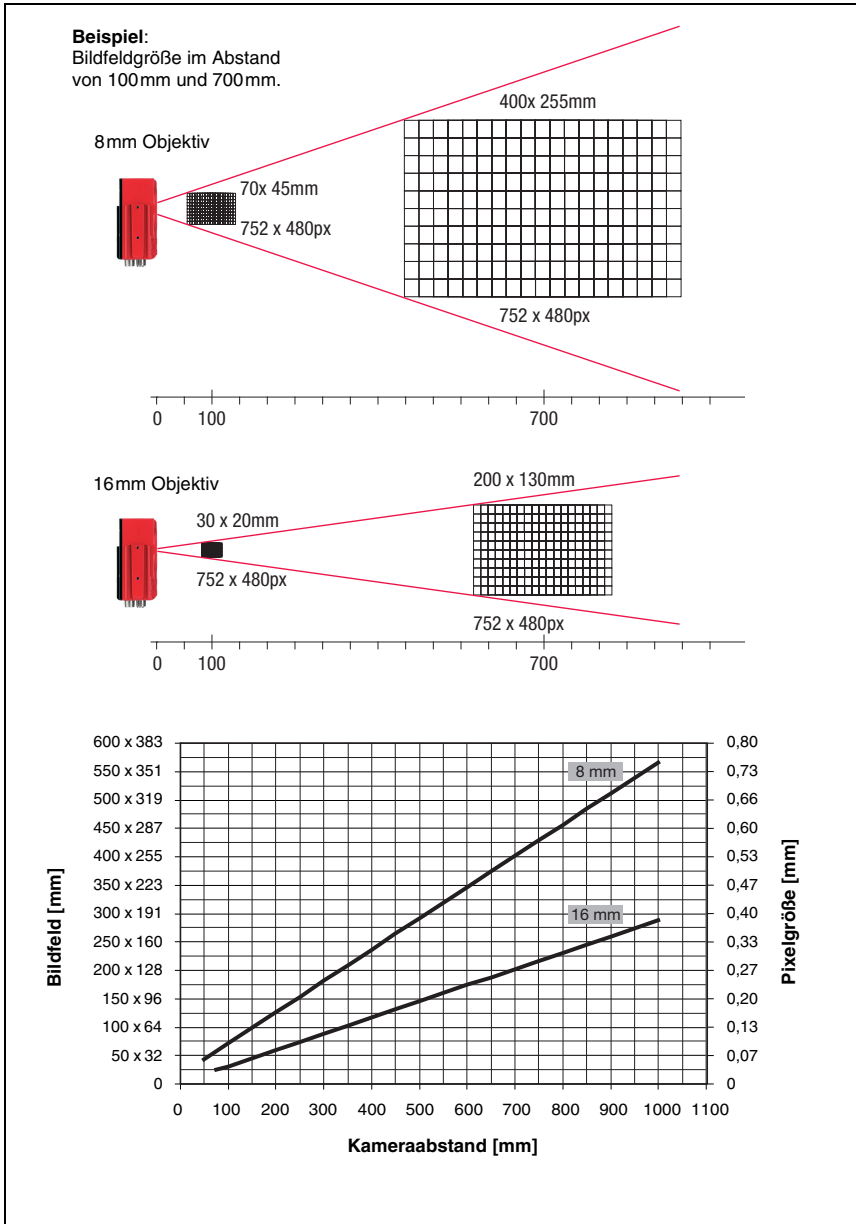 Beispiel:
Bildfeldgröße im Abstand
von 100mm und 700mm.
400x 255mm
8mm Objektiv
70x 45mm
752 x 480px
752 x 480px
0 100 700
16mm Objektiv
200 x 130mm
30 x 20mm
752 x 480px
752 x 480px
0 100 700
Bildfeld [mm]
600 x 383
550 x 351
500 x 319
450 x 287
400 x 255
350 x 223
300 x 191
250 x 160
200 x 128
150 x 96
100 x 64
50 x 32
0
8 mm
16 mm
0,80
0,73
0,66
0,60
0,53
0,47
0,40
0,33
0,27
0,20
0,13
0,07
0
Pixelgröße [mm]
0 100 200 300 400 500 600 700 800 900 1000 1100
Kameraabstand [mm]